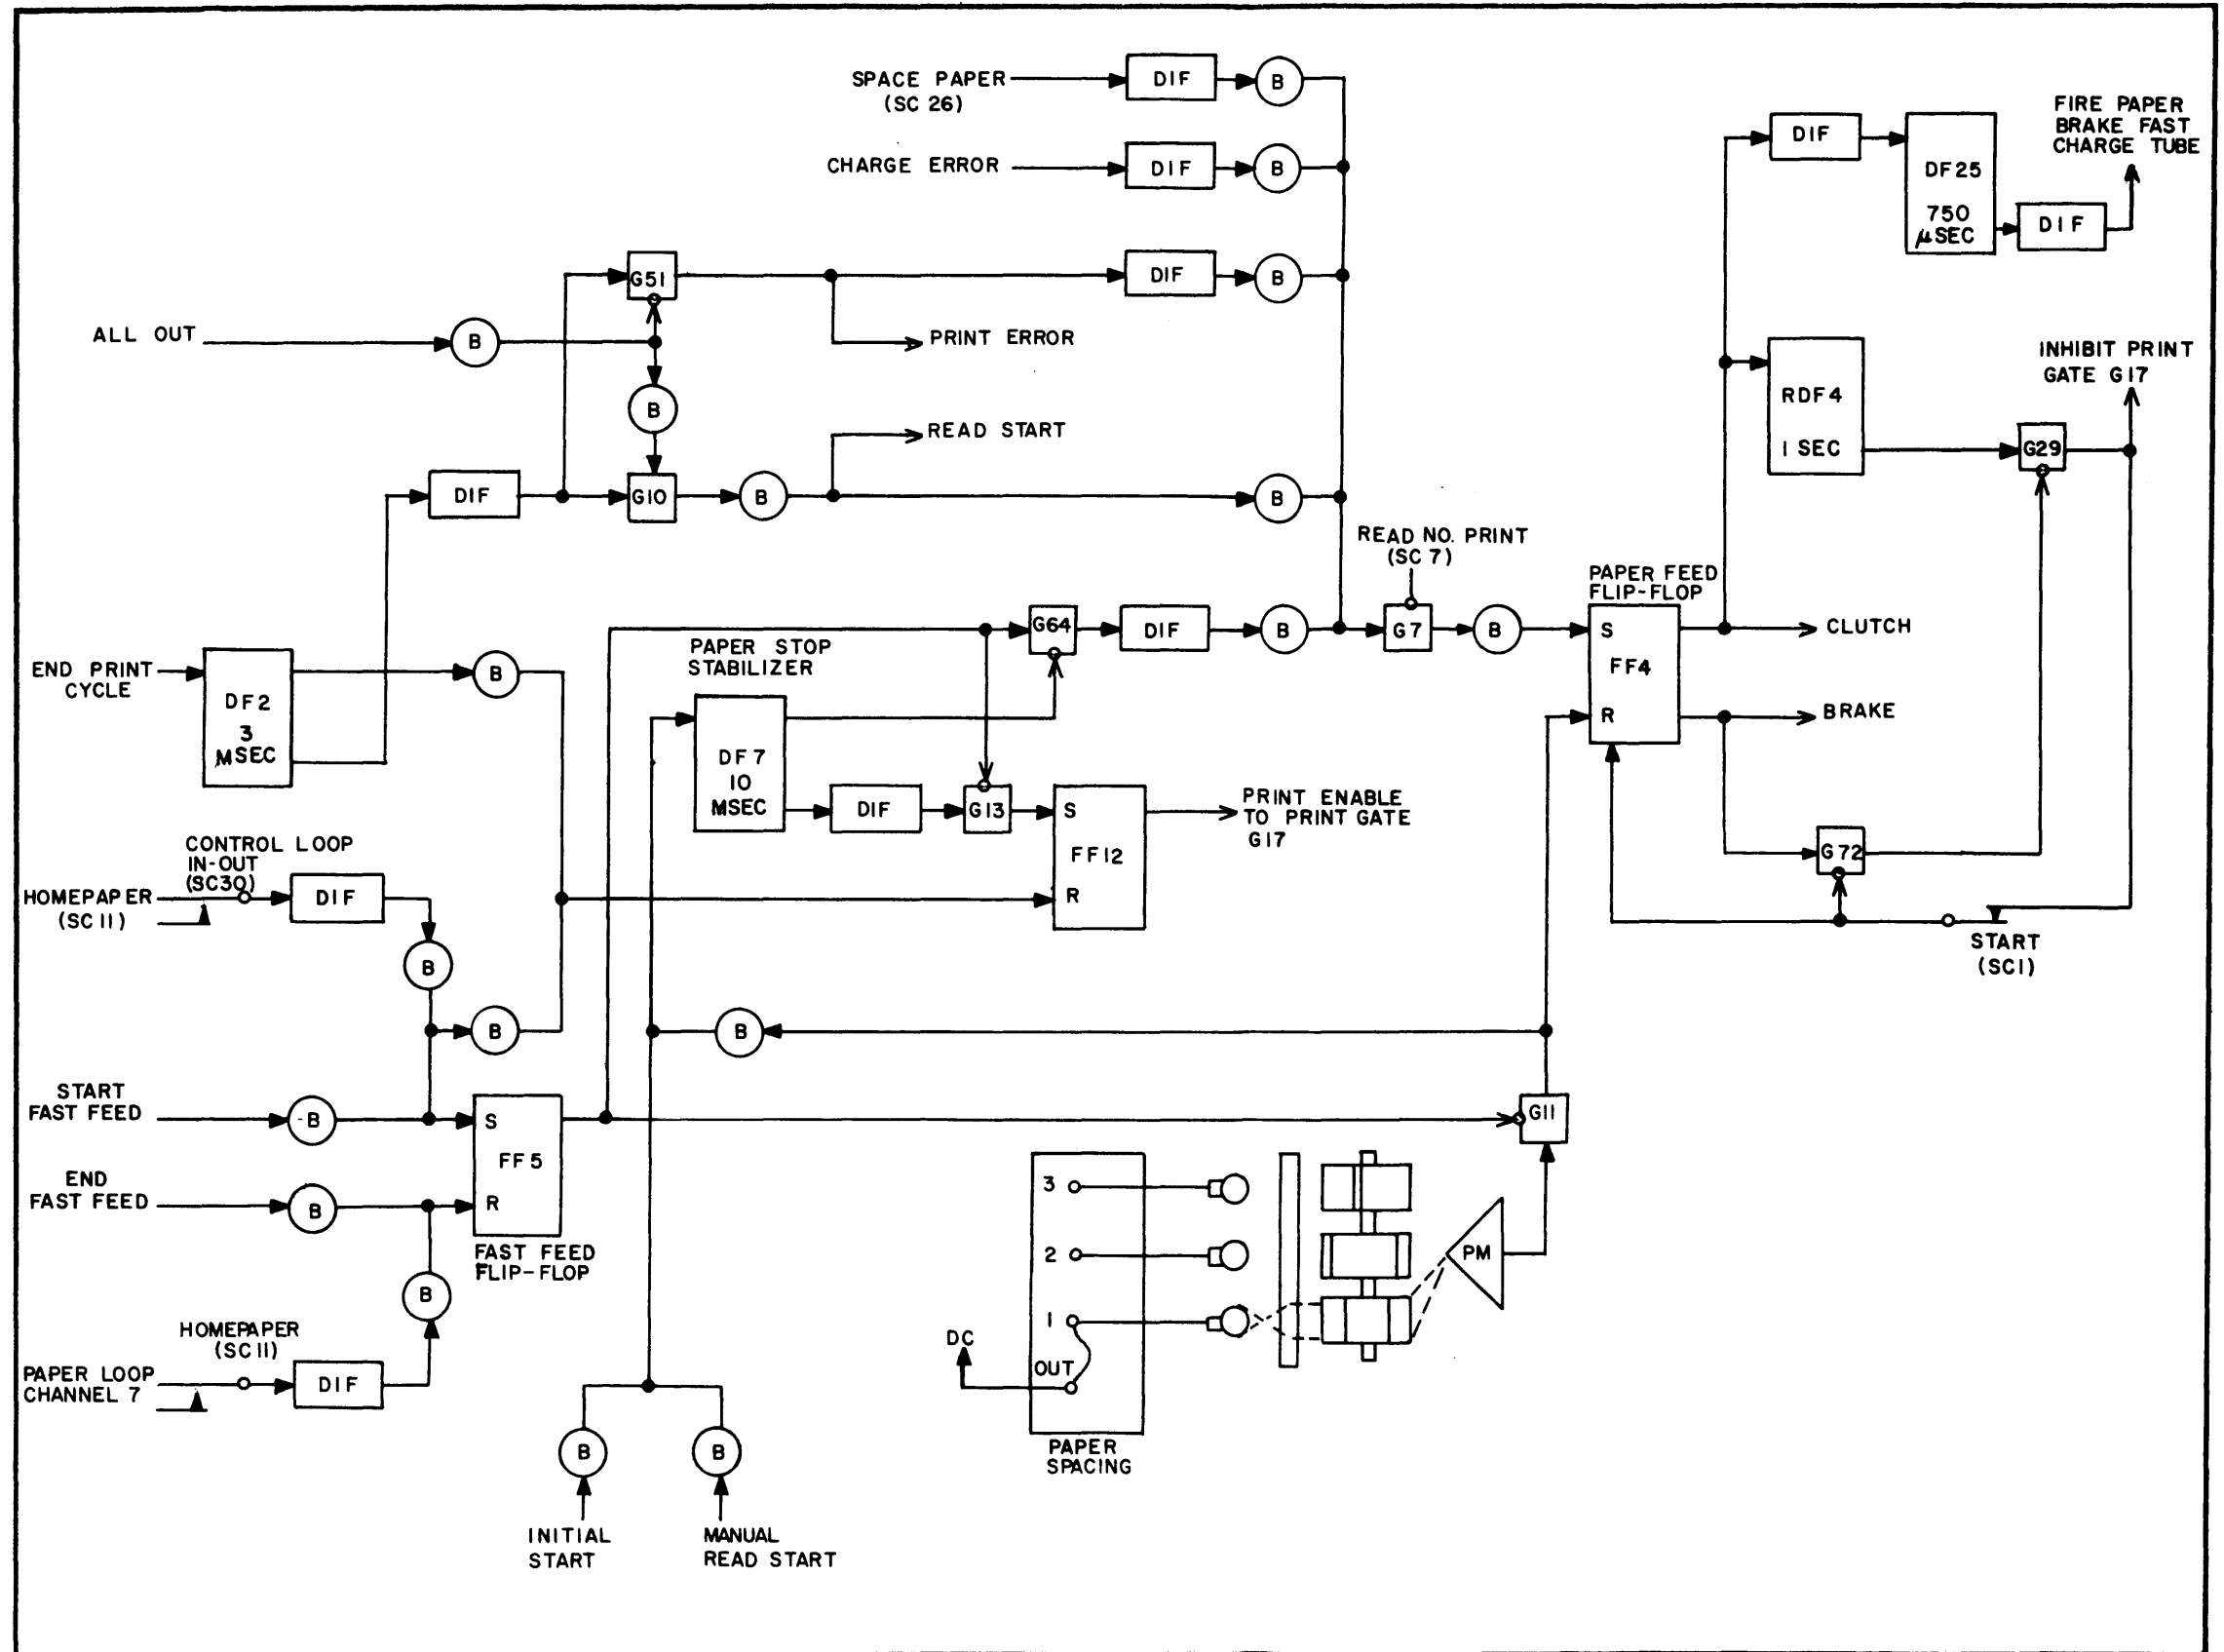 SPACE PAPER
(SC 26)
DIF
B
FIRE PAPER
BRAKE FAST
CHARGE TUBE
DIF
DF25
750
μSEC
DIF
CHARGE ERROR
DIF
B
G51
DIF
B
ALL OUT
B
PRINT ERROR
INHIBIT PRINT
GATE G17
B
RDF4
1 SEC
G29
READ START
DIF
G10
B
B
READ NO. PRINT
(SC 7)
PAPER FEED
FLIP-FLOP
G64
DIF
B
G7
B
S
FF4
R
CLUTCH
BRAKE
PAPER STOP
STABILIZER
END PRINT
CYCLE
DF2
3
MSEC
B
DF7
10
MSEC
DIF
G13
S
FF12
R
PRINT ENABLE
TO PRINT GATE
G17
G72
CONTROL LOOP
IN-OUT
(SC30)
HOMEPAPER
(SC11)
DIF
B
START
(SC1)
B
B
START
FAST FEED
-B
S
FF5
R
G11
END
FAST FEED
B
FAST FEED
FLIP-FLOP
3
2
1
OUT
PM
B
HOMEPAPER
(SC11)
PAPER LOOP
CHANNEL 7
DIF
DC
PAPER
SPACING
B
B
INITIAL
START
MANUAL
READ START